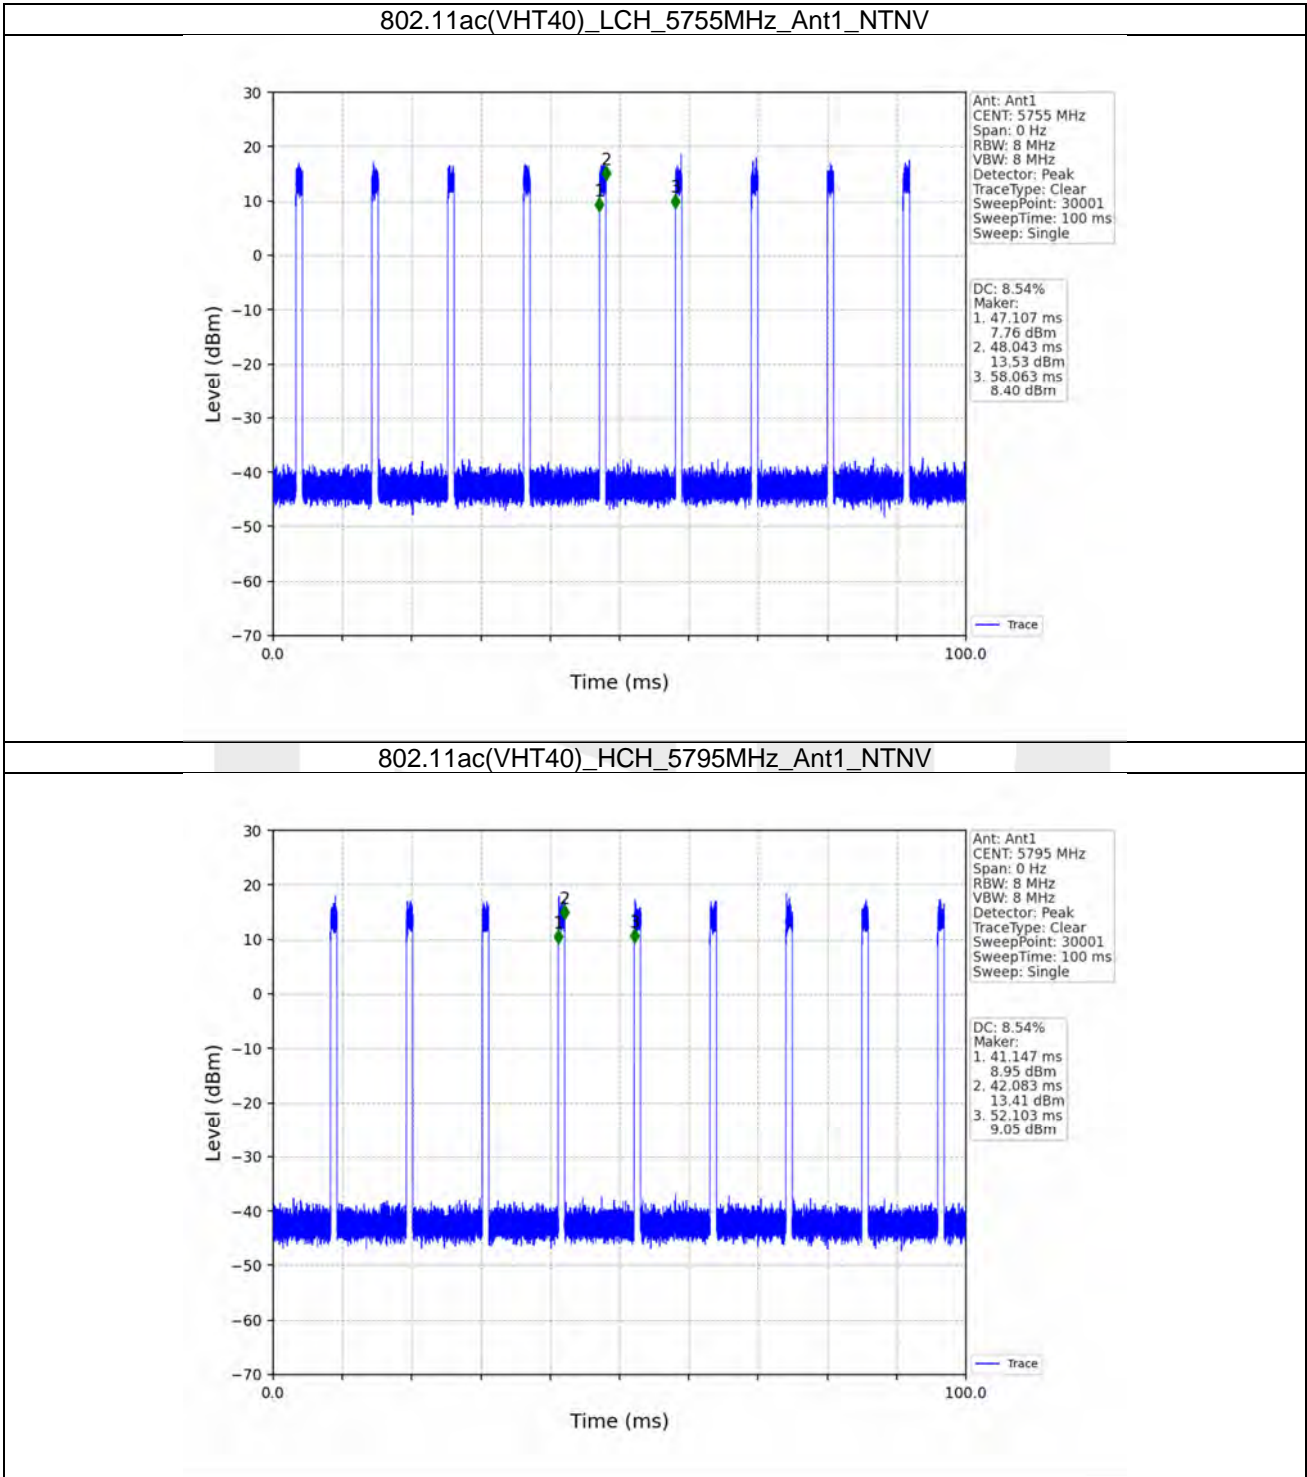 802.11ac(VHT40)_LCH_5755MHz_Ant1_NTNV
30
20
10
0
−10
−20
−30
−40
−50
−60
−70
Level (dBm)
0.0
100.0
Time (ms)
1
2
3
Ant: Ant1
CENT: 5755 MHz
Span: 0 Hz
RBW: 8 MHz
VBW: 8 MHz
Detector: Peak
TraceType: Clear
SweepPoint: 30001
SweepTime: 100 ms
Sweep: Single
DC: 8.54%
Maker:
1. 47.107 ms
7.76 dBm
2. 48.043 ms
13.53 dBm
3. 58.063 ms
8.40 dBm
Trace
802.11ac(VHT40)_HCH_5795MHz_Ant1_NTNV
30
20
10
0
−10
−20
−30
−40
−50
−60
−70
Level (dBm)
0.0
100.0
Time (ms)
1
2
3
Ant: Ant1
CENT: 5795 MHz
Span: 0 Hz
RBW: 8 MHz
VBW: 8 MHz
Detector: Peak
TraceType: Clear
SweepPoint: 30001
SweepTime: 100 ms
Sweep: Single
DC: 8.54%
Maker:
1. 41.147 ms
8.95 dBm
2. 42.083 ms
13.41 dBm
3. 52.103 ms
9.05 dBm
Trace